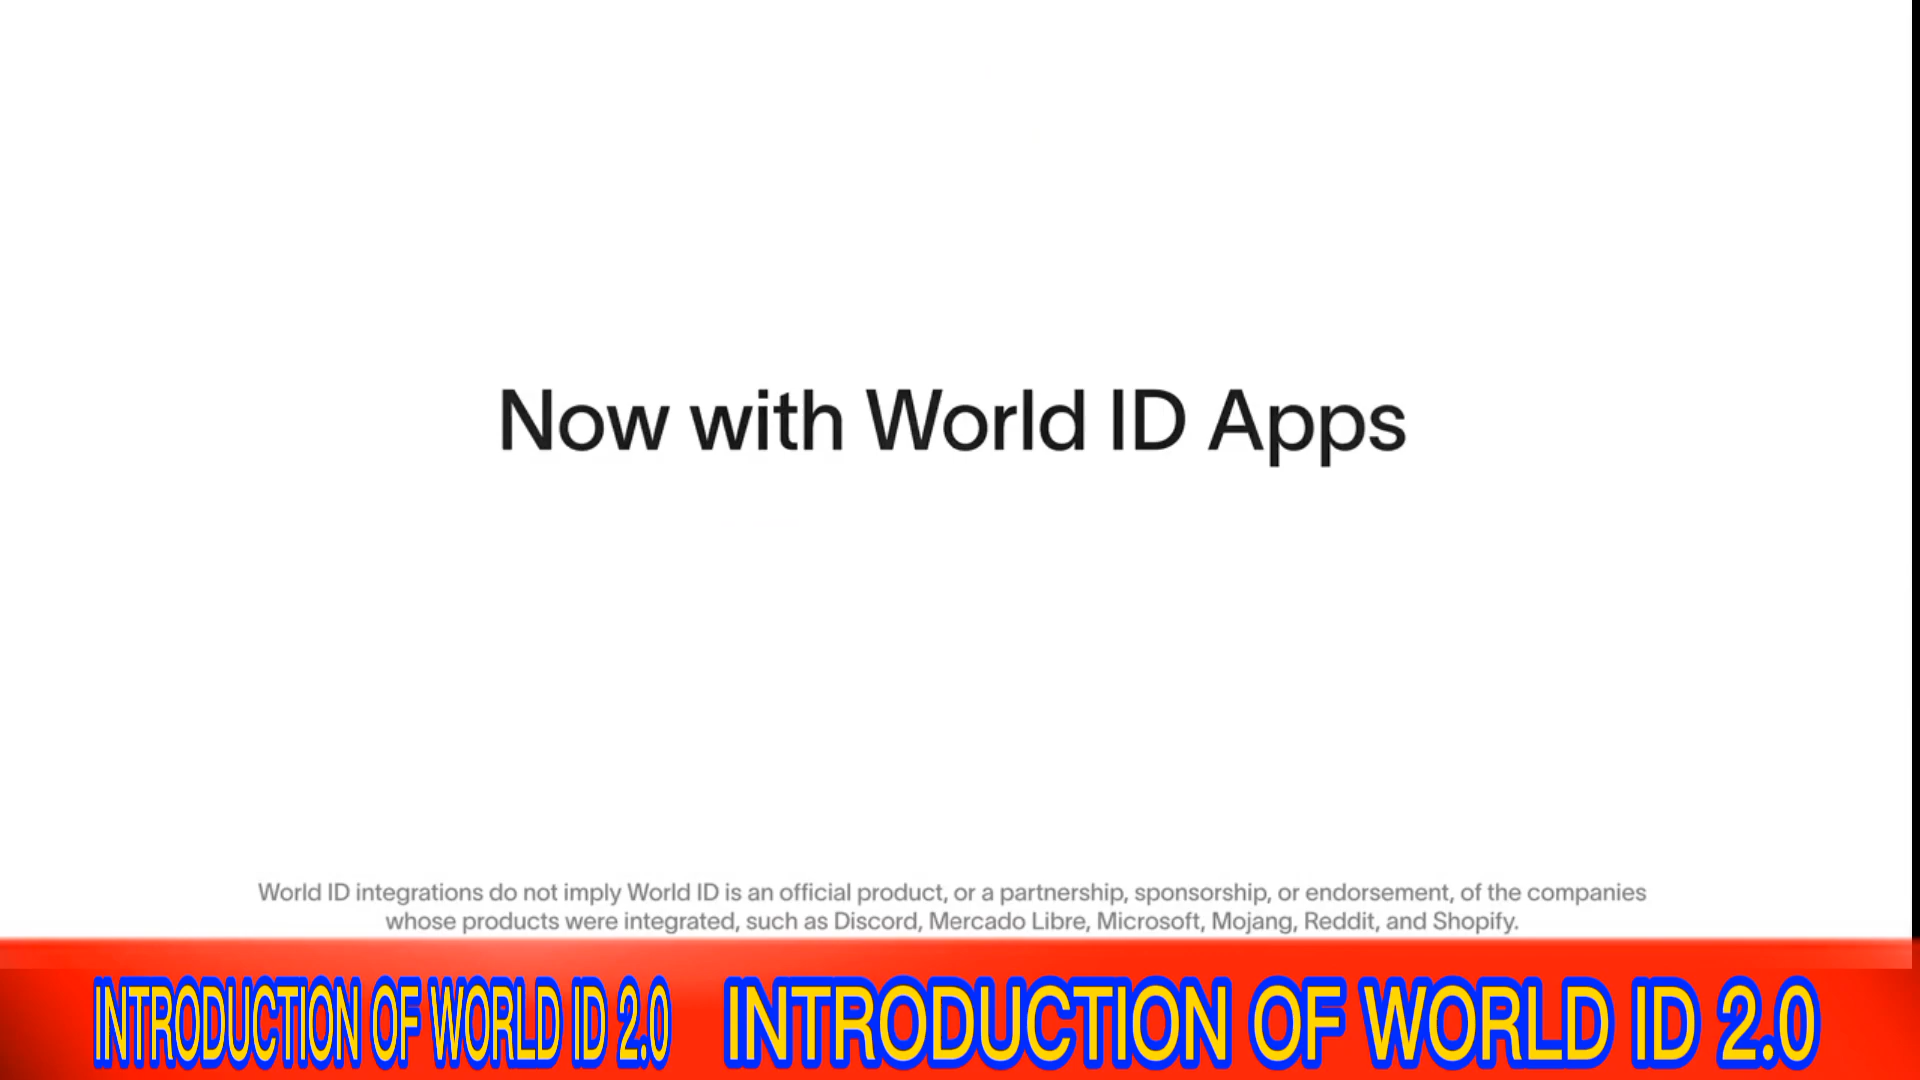 Now with World ID Apps
World ID integrations do not imply World ID is an official product, or a partnership, sponsorship, or endorsement, of the companies
whose products were integrated, such as Discord, Mercado Libre, Microsoft, Mojang, Reddit, and Shopify.
INTRODUCTION OF WORLD ID 2.0 INTRODUCTION OF WORLD ID 2.0